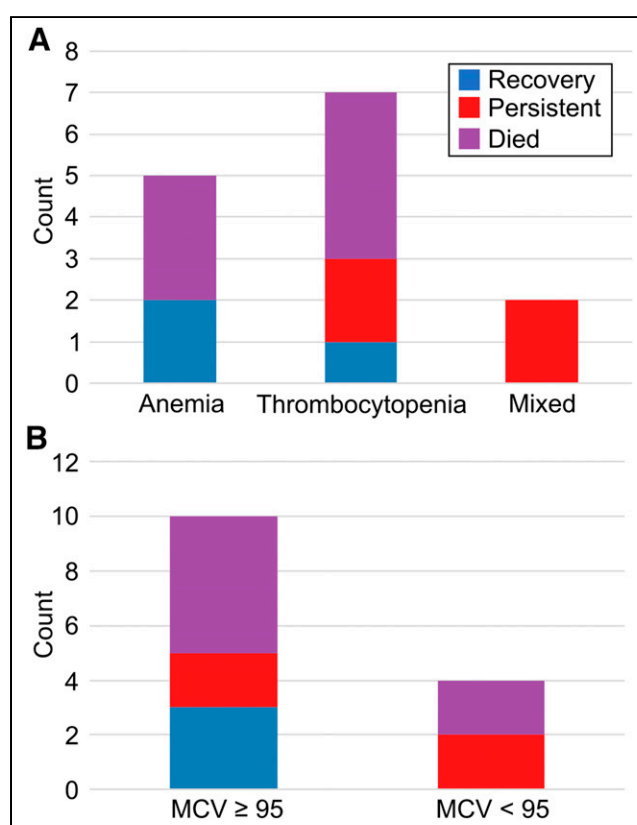 A
8
7
6
5
4
3
2
1
0
Count
Recovery
Persistent
Died
Anemia Thrombocytopenia Mixed
B
12
10
8
6
4
2
0
Count
MCV ≥ 95 MCV < 95